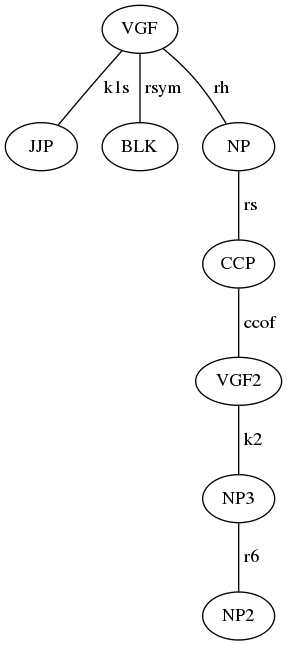 VGF
k1s rsym rh
JJP BLK NP
rs
CCP
ccof
VGF2
k2
NP3
r6
NP2